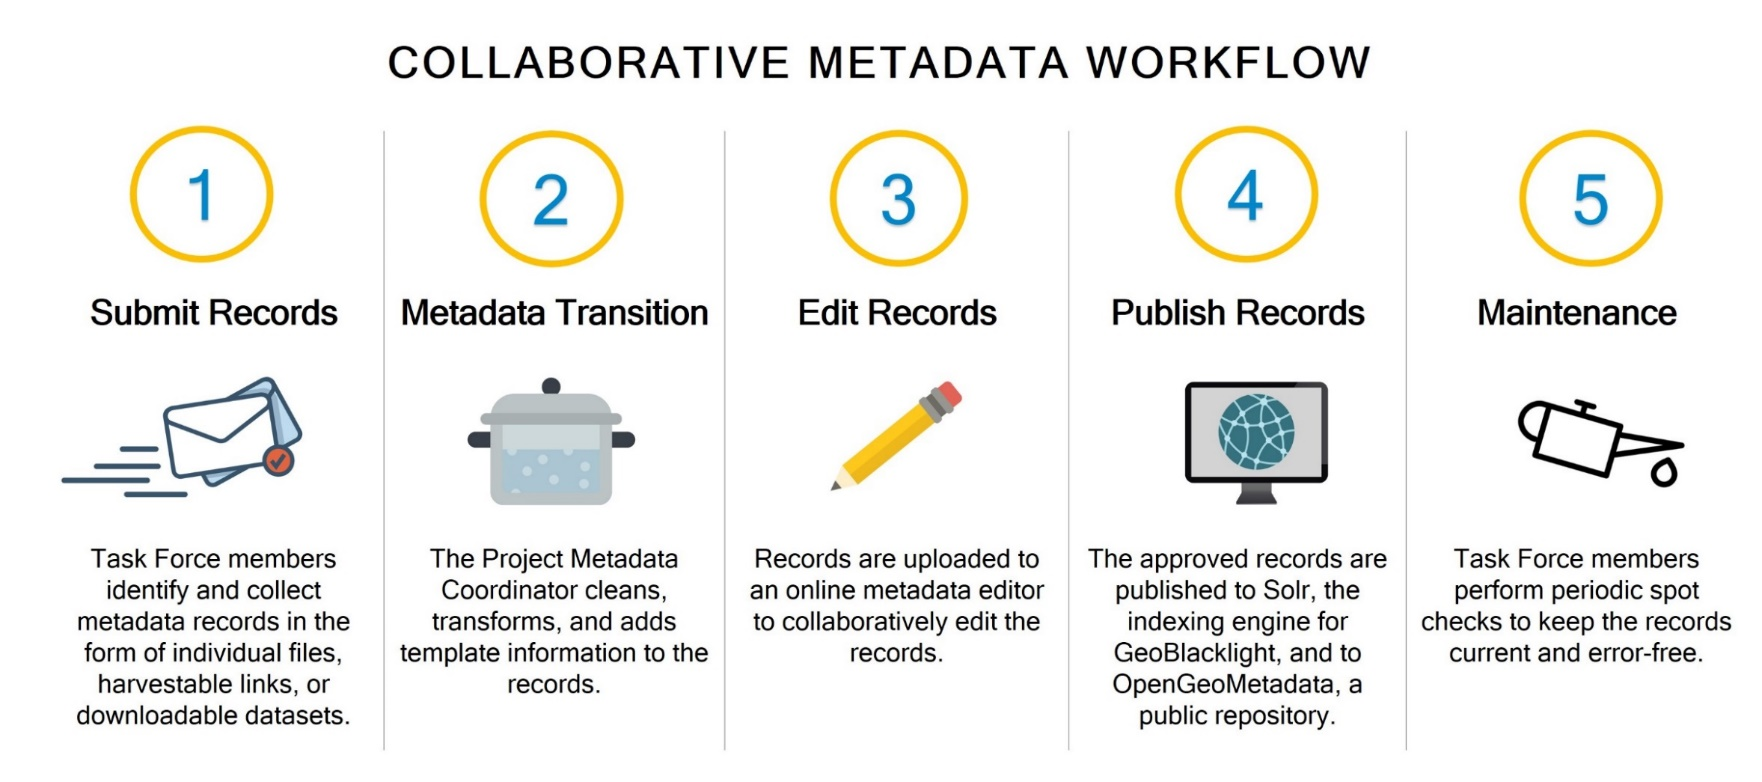 COLLABORATIVE METADATA WORKFLOW
1
Submit Records
Task Force members
identify and collect
metadata records in the
form of individual files,
harvestable links, or
downloadable datasets.
2
Metadata Transition
The Project Metadata
Coordinator cleans,
transforms, and adds
template information to the
records.
3
Edit Records
Records are uploaded to
an online metadata editor
to collaboratively edit the
records.
4
Publish Records
The approved records are
published to Solr, the
indexing engine for
GeoBlacklight, and to
OpenGeoMetadata, a
public repository.
5
Maintenance
Task Force members
perform periodic spot
checks to keep the records
current and error-free.